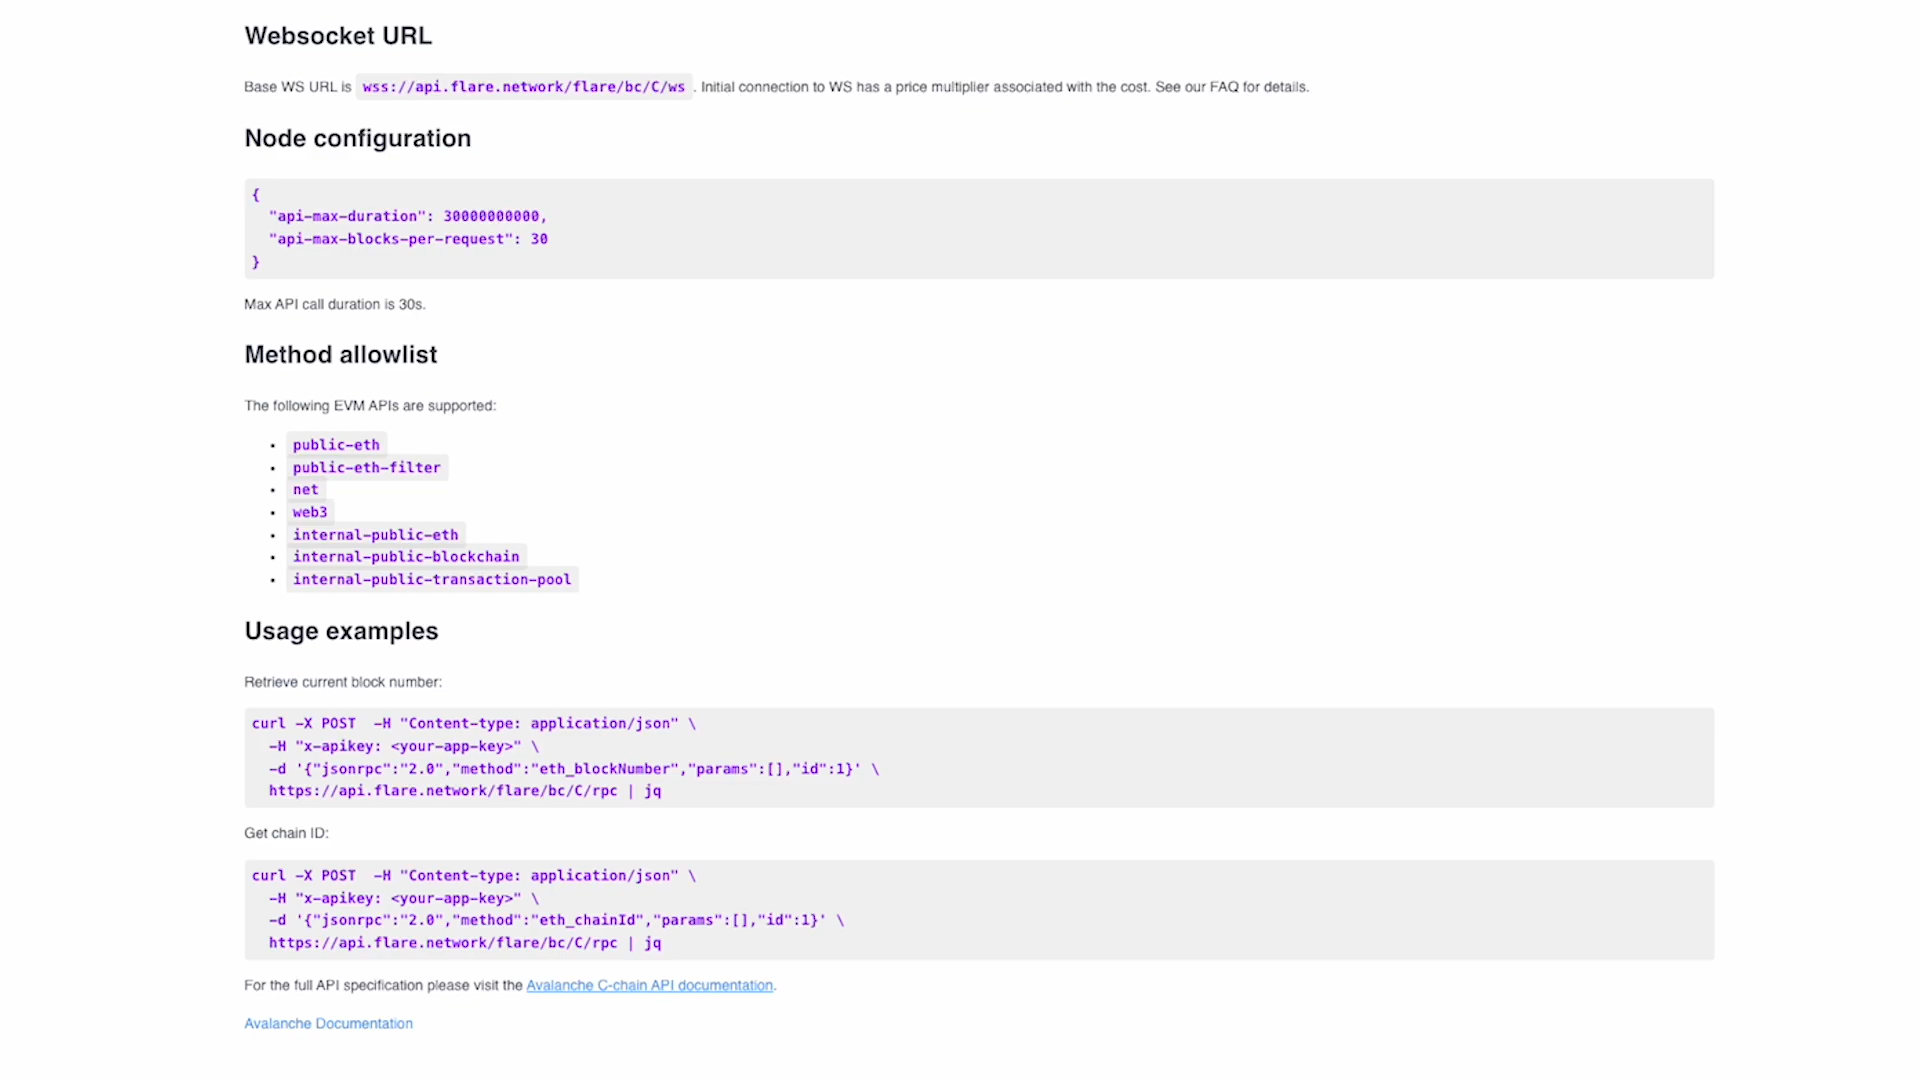 Websocket URL
Base WS URL is wss://api.flare.network/flare/bc/C/ws . Initial connection to WS has a price multiplier associated with the cost. See our FAQ for details.
Node configuration
{
  "api-max-duration": 30000000000,
  "api-max-blocks-per-request": 30
}
Max API call duration is 30s.
Method allowlist
The following EVM APIs are supported:
• public-eth
• public-eth-filter
• net
• web3
• internal-public-eth
• internal-public-blockchain
• internal-public-transaction-pool
Usage examples
Retrieve current block number:
curl -X POST  -H "Content-type: application/json" \
  -H "x-apikey: <your-app-key>" \
  -d '{"jsonrpc":"2.0","method":"eth_blockNumber","params":[],"id":1}' \
  https://api.flare.network/flare/bc/C/rpc | jq
Get chain ID:
curl -X POST  -H "Content-type: application/json" \
  -H "x-apikey: <your-app-key>" \
  -d '{"jsonrpc":"2.0","method":"eth_chainId","params":[],"id":1}' \
  https://api.flare.network/flare/bc/C/rpc | jq
For the full API specification please visit the Avalanche C-chain API documentation.
Avalanche Documentation